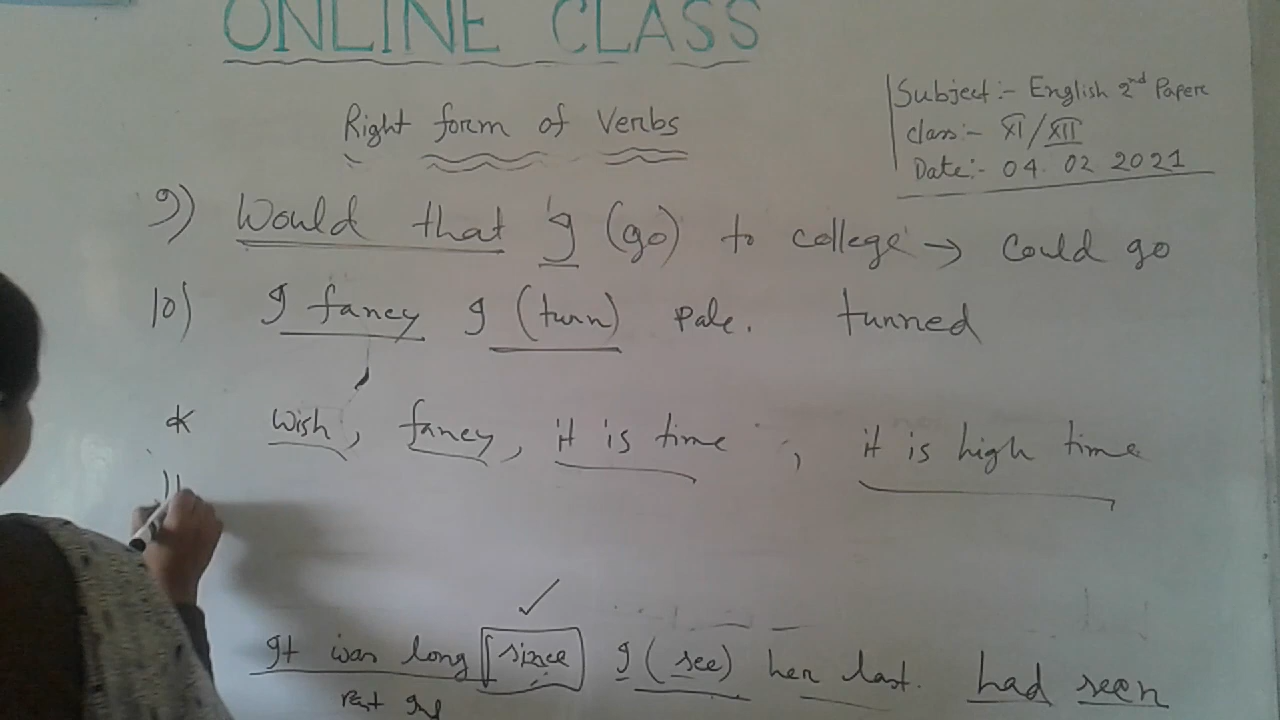 ONLINE CLASS
Subject:- English 2nd Paper
class:- XI/XII
Date:- 04. 02 2021
Right form of Verbs
9) Would that I (go) to college → could go
10) I fancy I (turn) pale. turned
* wish, fancy, it is time, it is high time
11
It was long since I (see) her last. had seen
Past